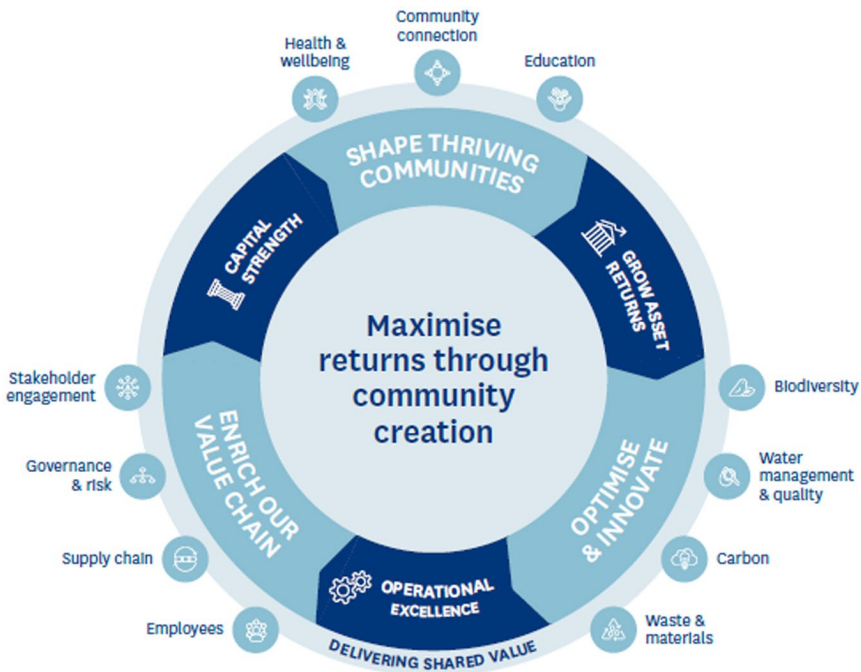 Community
connection
Health &
wellbeing
Education
SHAPE THRIVING
COMMUNITIES
CAPITAL
STRENGTH
GROW ASSET
RETURNS
Maximise
returns through
community
creation
Stakeholder
engagement
Biodiversity
ENRICH OUR
VALUE CHAIN
OPTIMISE
& INNOVATE
Governance
& risk
Water
management
& quality
Supply chain
Carbon
OPERATIONAL
EXCELLENCE
Employees
Waste &
materials
DELIVERING SHARED VALUE